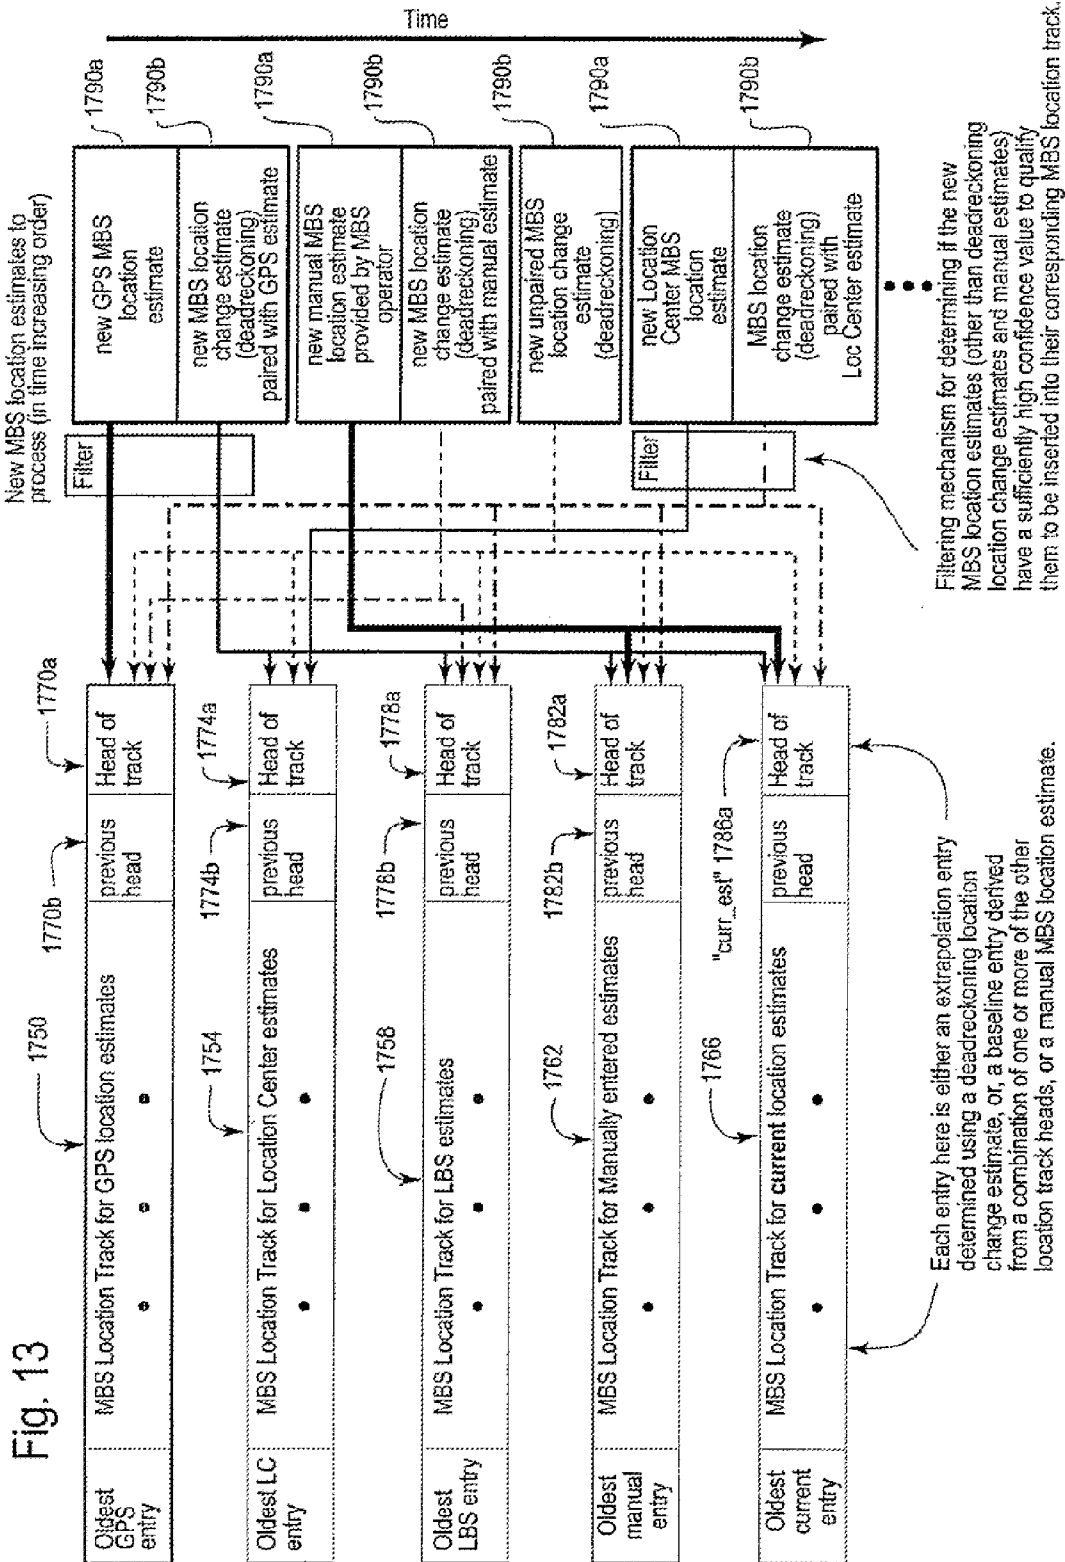 Fig. 13
Oldest
GPS
entry
MBS Location Track for GPS location estimates
previous
head
Head of
track
1750
1770b
1770a
Oldest LC
entry
MBS Location Track for Location Center estimates
previous
head
Head of
track
1754
1774b
1774a
Oldest
LBS entry
MBS Location Track for LBS estimates
previous
head
Head of
track
1758
1778b
1778a
Oldest
manual
entry
MBS Location Track for Manually entered estimates
previous
head
Head of
track
1762
1782b
1782a
Oldest
current
entry
MBS Location Track for current location estimates
previous
head
Head of
track
1766
"curr_est" 1786a
Each entry here is either an extrapolation entry
determined using a deadreckoning location
change estimate, or, a baseline entry derived
from a combination of one or more of the other
location track heads, or a manual MBS location estimate.
New MBS location estimates to
process (in time increasing order)
Time
new GPS MBS
location
estimate
1790a
new MBS location
change estimate
(deadreckoning)
paired with GPS estimate
1790b
new manual MBS
location estimate
provided by MBS
operator
1790a
new MBS location
change estimate
(deadreckoning)
paired with manual estimate
1790b
new unpaired MBS
location change
estimate
(deadreckoning)
1790b
new Location
Center MBS
location
estimate
1790a
MBS location
change estimate
(deadreckoning)
paired with
Loc Center estimate
1790b
Filter
Filter
Filtering mechanism for determining if the new
MBS location estimates (other than deadreckoning
location change estimates and manual estimates)
have a sufficiently high confidence value to qualify
them to be inserted into their corresponding MBS location track.